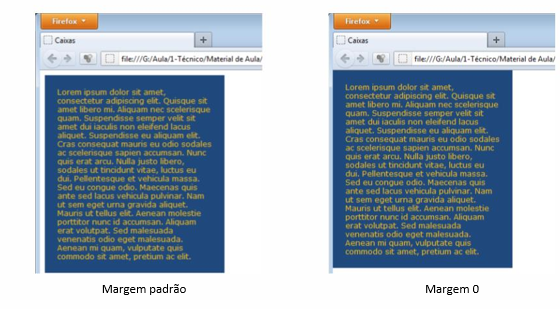 Firefox
Caixas
file:///G:/Aula/1-Técnico/Material de Aula/
Lorem ipsum dolor sit amet,
consectetur adipiscing elit. Quisque sit
amet libero mi. Aliquam nec scelerisque
quam. Suspendisse semper aliquam elit,
sit amet dui iaculis non eleifend lacus
aliquet. Suspendisse eu aliquam elit.
Cras consequat mauris eu odio sodales
ac scelerisque sapien accumsan. Nunc
quis erat arcu. Nulla justo libero,
sodales ut tincidunt vitae, luctus eu
dui. Pellentesque et vehicula massa.
Sed eu congue odio. Maecenas quis
ant sed lacus vehicula pulvinar. Nam
ut sem eget urna gravida aliquet.
Mauris ut tellus elit. Aenean molestie
porttitor nunc id accumsan. Aliquam
erat volutpat. Sed malesuada
venenatis odio eget malesuada.
Aenean mi quam, vulputate quis
commodo sit amet, pretium ac elit.
Margem padrão
Firefox
Caixas
file:///G:/Aula/1-Técnico/Material de Aula/
Lorem ipsum dolor sit amet,
consectetur adipiscing elit. Quisque sit
amet libero mi. Aliquam nec scelerisque
quam. Suspendisse semper elit, sit
amet dui iaculis non eleifend lacus
aliquet. Suspendisse eu aliquam elit.
Cras consequat mauris eu odio sodales
ac scelerisque sapien accumsan. Nunc
quis erat arcu. Nulla justo libero,
sodales ut tincidunt vitae, luctus eu
dui. Pellentesque et vehicula massa.
Sed eu congue odio. Maecenas quis
ant sed lacus vehicula pulvinar. Nam
ut sem eget urna gravida aliquet.
Mauris ut tellus elit. Aenean molestie
porttitor nunc id accumsan. Aliquam
erat volutpat. Sed malesuada
venenatis odio eget malesuada.
Aenean mi quam, vulputate quis
commodo sit amet, pretium ac elit.
Margem 0